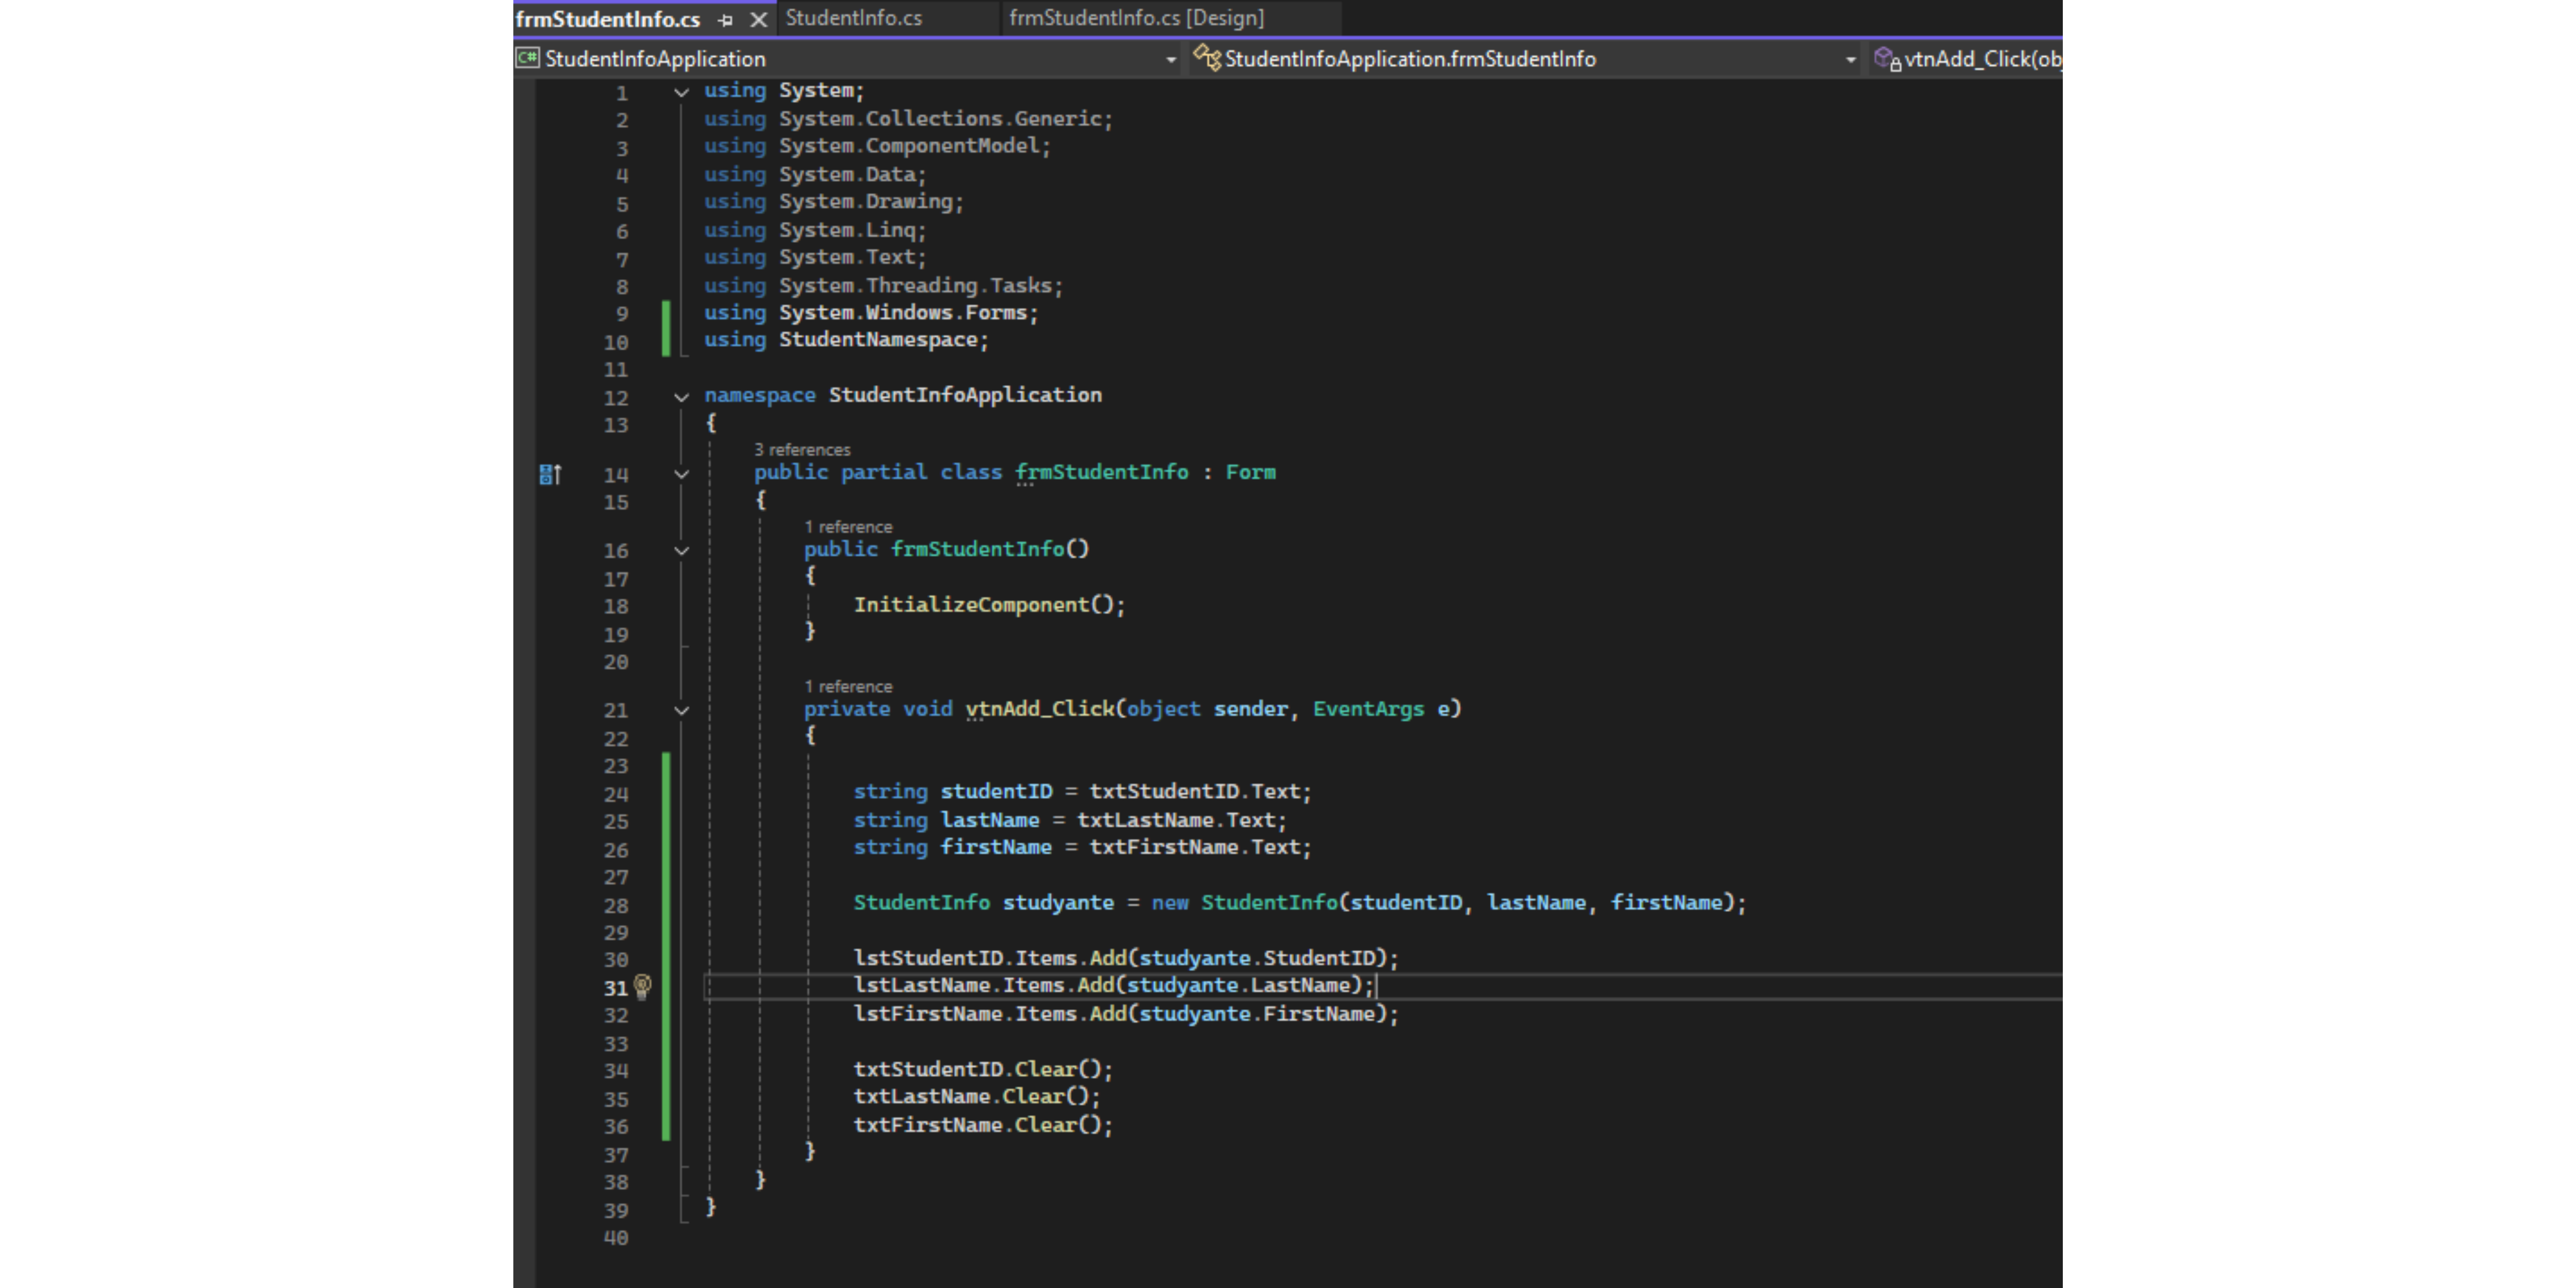 frmStudentInfo.cs StudentInfo.cs frmStudentInfo.cs [Design]
C# StudentInfoApplication StudentInfoApplication.frmStudentInfo vtnAdd_Click(ob
1 using System;
2 using System.Collections.Generic;
3 using System.ComponentModel;
4 using System.Data;
5 using System.Drawing;
6 using System.Linq;
7 using System.Text;
8 using System.Threading.Tasks;
9 using System.Windows.Forms;
10 using StudentNamespace;
11
12 namespace StudentInfoApplication
13 {
3 references
14 public partial class frmStudentInfo : Form
15 {
1 reference
16 public frmStudentInfo()
17 {
18 InitializeComponent();
19 }
20
1 reference
21 private void vtnAdd_Click(object sender, EventArgs e)
22 {
23
24 string studentID = txtStudentID.Text;
25 string lastName = txtLastName.Text;
26 string firstName = txtFirstName.Text;
27
28 StudentInfo studyante = new StudentInfo(studentID, lastName, firstName);
29
30 lstStudentID.Items.Add(studyante.StudentID);
31 lstLastName.Items.Add(studyante.LastName);
32 lstFirstName.Items.Add(studyante.FirstName);
33
34 txtStudentID.Clear();
35 txtLastName.Clear();
36 txtFirstName.Clear();
37 }
38 }
39 }
40